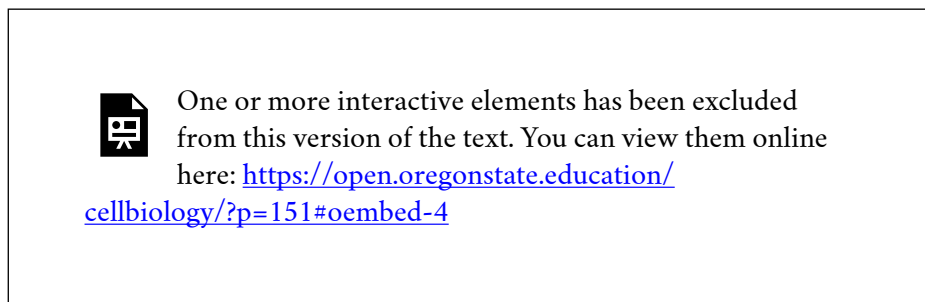 One or more interactive elements has been excluded
from this version of the text. You can view them online
here: https://open.oregonstate.education/
cellbiology/?p=151#oembed-4